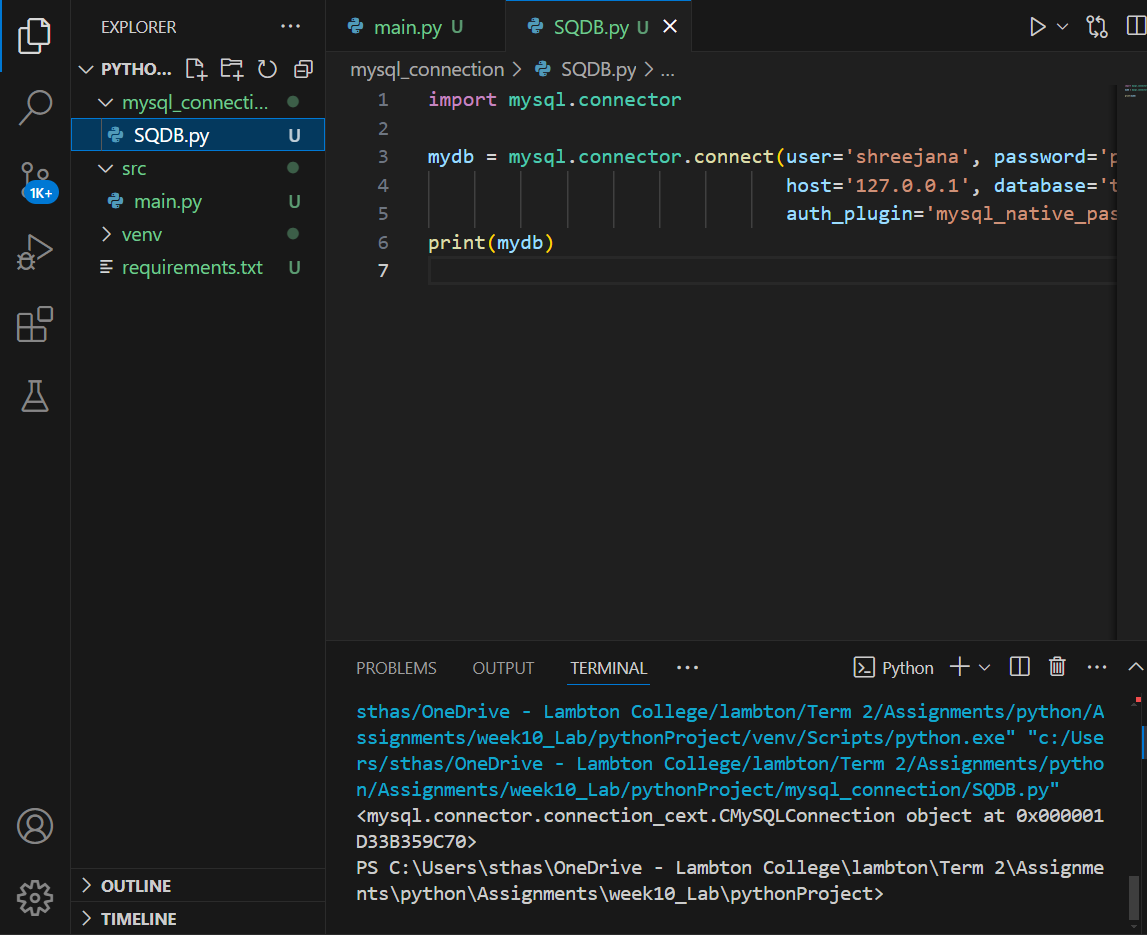 EXPLORER
PYTHO...
mysql_connecti...
SQDB.py U
src
main.py U
venv
requirements.txt U
1K+
OUTLINE
TIMELINE
main.py U
SQDB.py U
mysql_connection > SQDB.py > ...
1 import mysql.connector
2
3 mydb = mysql.connector.connect(user='shreejana', password='p
4 host='127.0.0.1', database='t
5 auth_plugin='mysql_native_pas
6 print(mydb)
7
PROBLEMS OUTPUT TERMINAL ... Python
sthas/OneDrive - Lambton College/lambton/Term 2/Assignments/python/A
ssignments/week10_Lab/pythonProject/venv/Scripts/python.exe" "c:/Use
rs/sthas/OneDrive - Lambton College/lambton/Term 2/Assignments/pytho
n/Assignments/week10_Lab/pythonProject/mysql_connection/SQDB.py"
<mysql.connector.connection_cext.CMySQLConnection object at 0x000001
D33B359C70>
PS C:\Users\sthas\OneDrive - Lambton College\lambton\Term 2\Assignme
nts\python\Assignments\week10_Lab\pythonProject>